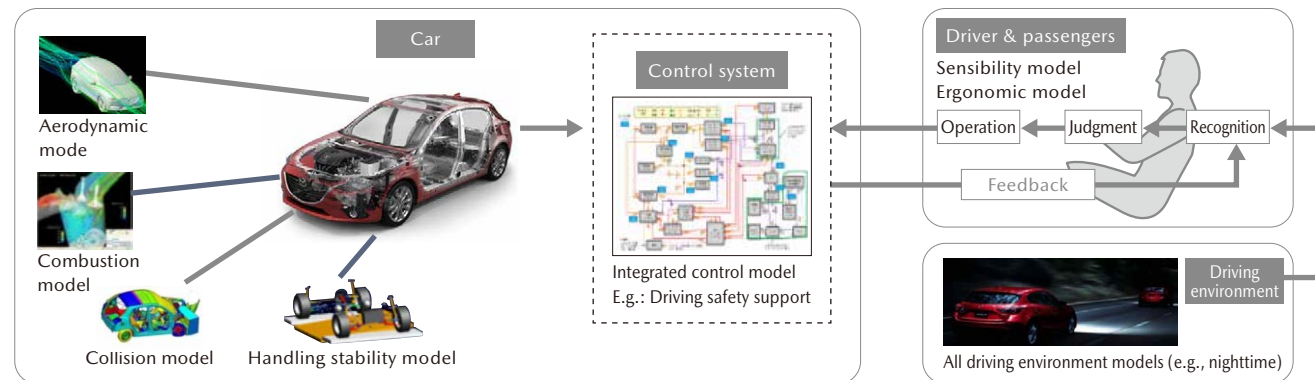 Car
Aerodynamic
mode
Combustion
model
Collision model
Handling stability model
Control system
Integrated control model
E.g.: Driving safety support
Driver & passengers
Sensibility model
Ergonomic model
Operation
Judgment
Recognition
Feedback
Driving
environment
All driving environment models (e.g., nighttime)